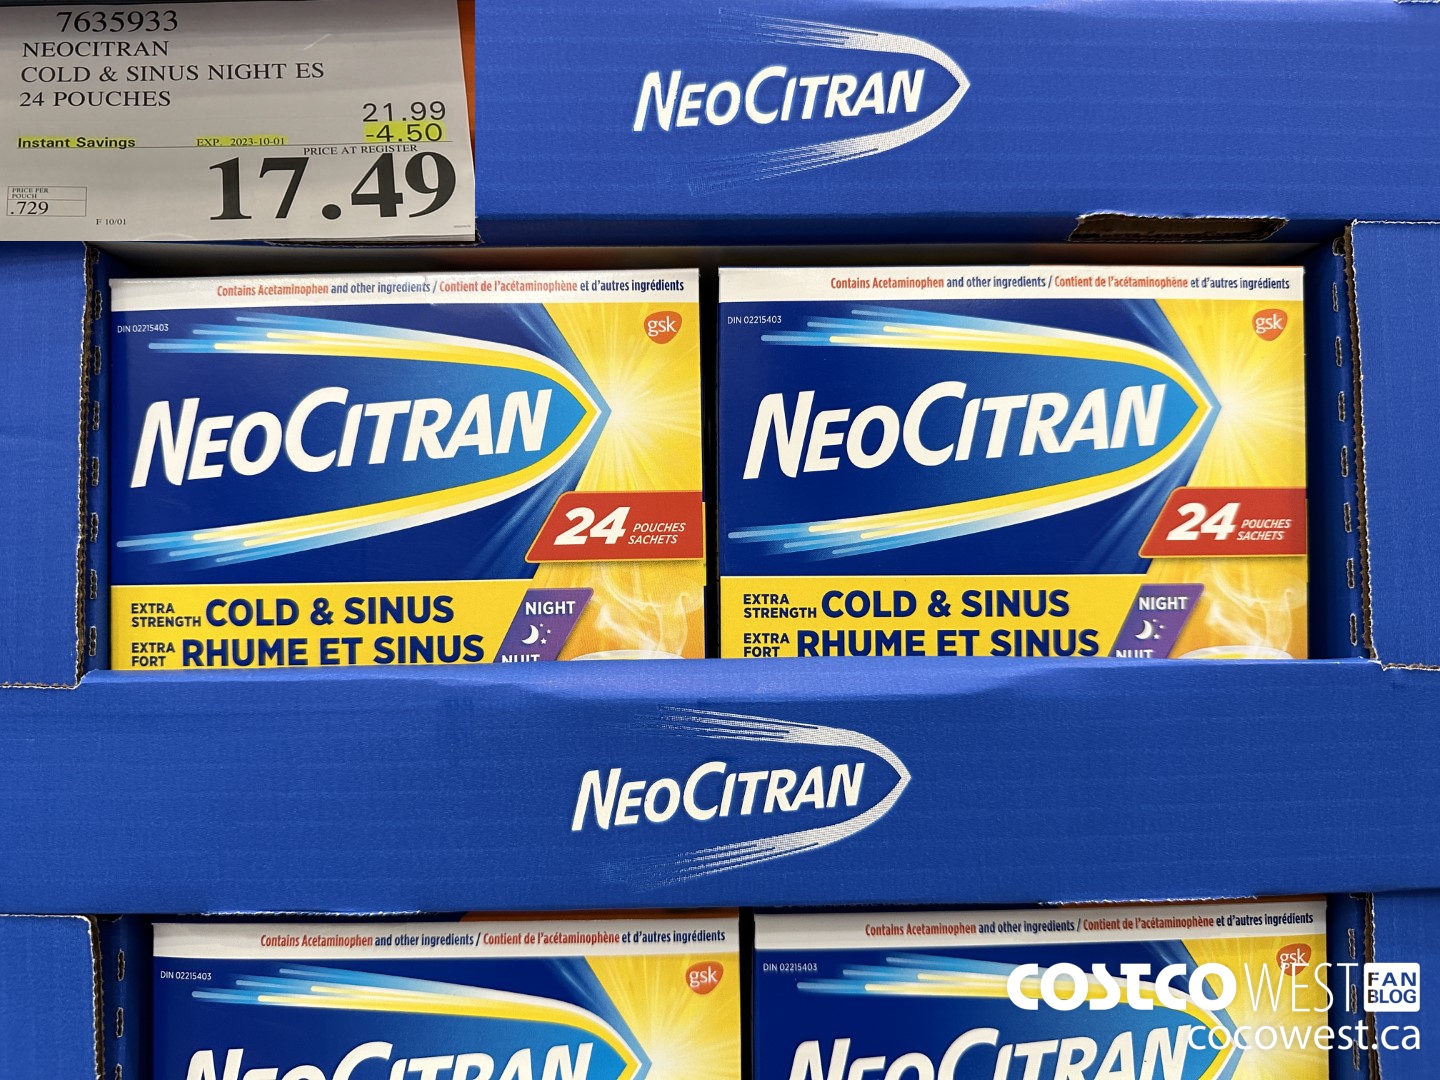 7635933
NEOCITRAN
COLD & SINUS NIGHT ES
24 POUCHES
21.99
Instant Savings EXP. 2023-10-01 -4.50
PRICE AT REGISTER
17.49
PRICE PER
POUCH
.729
F 10/01
NEOCITRAN
Contains Acetaminophen and other ingredients / Contient de l'acétaminophène et d'autres ingrédients
DIN 02215403
gsk
NEOCITRAN
24 POUCHES
SACHETS
EXTRA
STRENGTH COLD & SINUS
EXTRA
FORT RHUME ET SINUS
NIGHT
NUIT
Contains Acetaminophen and other ingredients / Contient de l'acétaminophène et d'autres ingrédients
DIN 02215403
gsk
NEOCITRAN
24 POUCHES
SACHETS
EXTRA
STRENGTH COLD & SINUS
EXTRA
FORT RHUME ET SINUS
NIGHT
NUIT
NEOCITRAN
Contains Acetaminophen and other ingredients / Contient de l'acétaminophène et d'autres ingrédients
DIN 02215403
gsk
NEOCITRAN
Contains Acetaminophen and other ingredients / Contient de l'acétaminophène et d'autres ingrédients
DIN 02215403
gsk
NEOCITRAN
COSTCO WEST FAN
BLOG
cocowest.ca